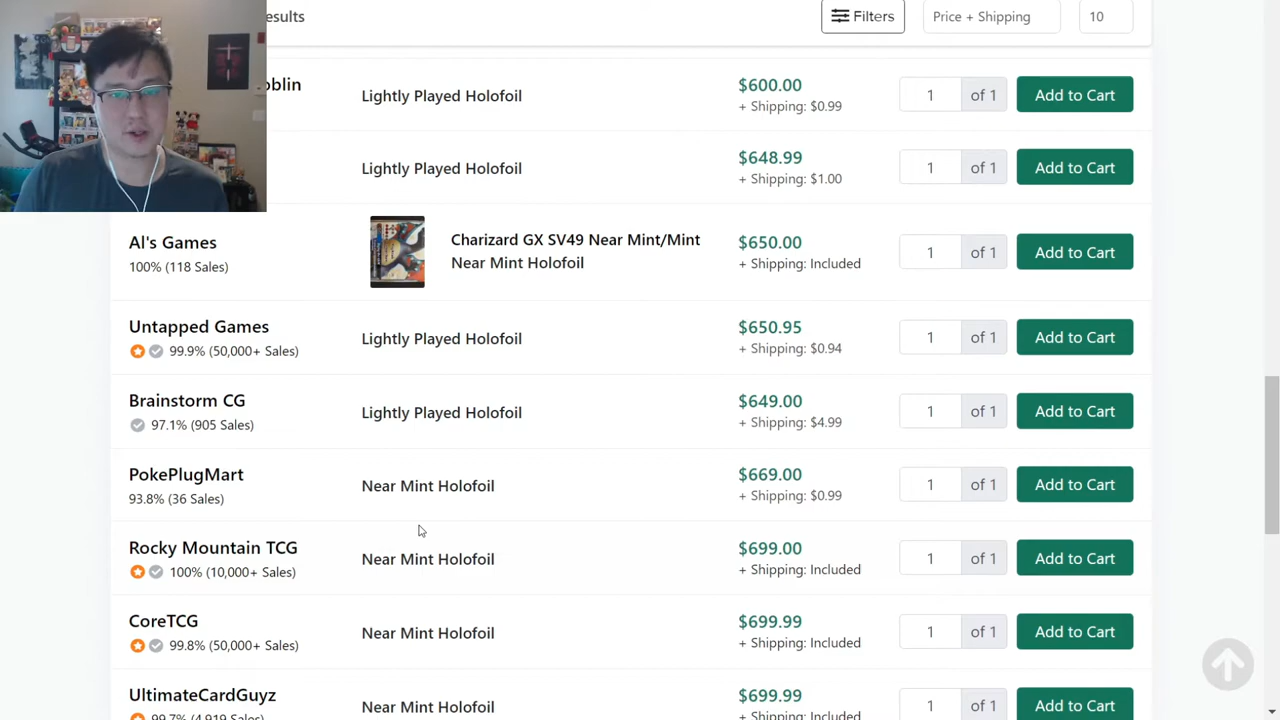 esults
Filters
Price + Shipping
10
oblin
Lightly Played Holofoil
$600.00
+ Shipping: $0.99
1
of 1
Add to Cart
Lightly Played Holofoil
$648.99
+ Shipping: $1.00
1
of 1
Add to Cart
Al's Games
100% (118 Sales)
Charizard GX SV49 Near Mint/Mint
Near Mint Holofoil
$650.00
+ Shipping: Included
1
of 1
Add to Cart
Untapped Games
99.9% (50,000+ Sales)
Lightly Played Holofoil
$650.95
+ Shipping: $0.94
1
of 1
Add to Cart
Brainstorm CG
97.1% (905 Sales)
Lightly Played Holofoil
$649.00
+ Shipping: $4.99
1
of 1
Add to Cart
PokePlugMart
93.8% (36 Sales)
Near Mint Holofoil
$669.00
+ Shipping: $0.99
1
of 1
Add to Cart
Rocky Mountain TCG
100% (10,000+ Sales)
Near Mint Holofoil
$699.00
+ Shipping: Included
1
of 1
Add to Cart
CoreTCG
99.8% (50,000+ Sales)
Near Mint Holofoil
$699.99
+ Shipping: Included
1
of 1
Add to Cart
UltimateCardGuyz
99.7% (4,919 Sales)
Near Mint Holofoil
$699.99
+ Shipping: Included
1
of 1
Add to Cart